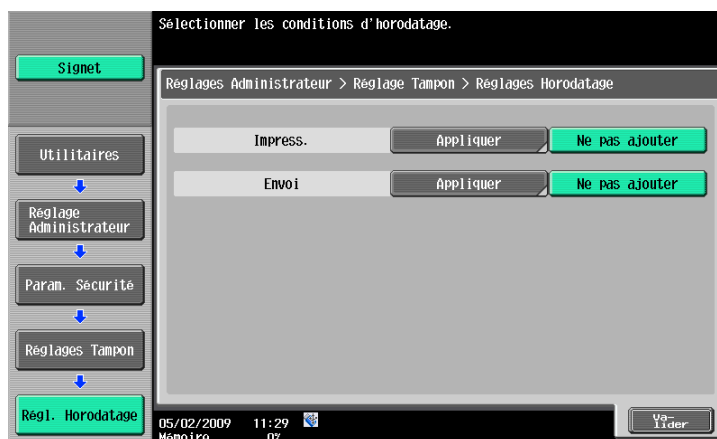 Sélectionner les conditions d'horodatage.
Signet
Réglages Administrateur > Réglage Tampon > Réglages Horodatage
Impress.
Appliquer
Ne pas ajouter
Utilitaires
Envoi
Appliquer
Ne pas ajouter
Réglage
Administrateur
Param. Sécurité
Réglages Tampon
Régl. Horodatage
05/02/2009 11:29
Mémoire 0%
Va-
lider